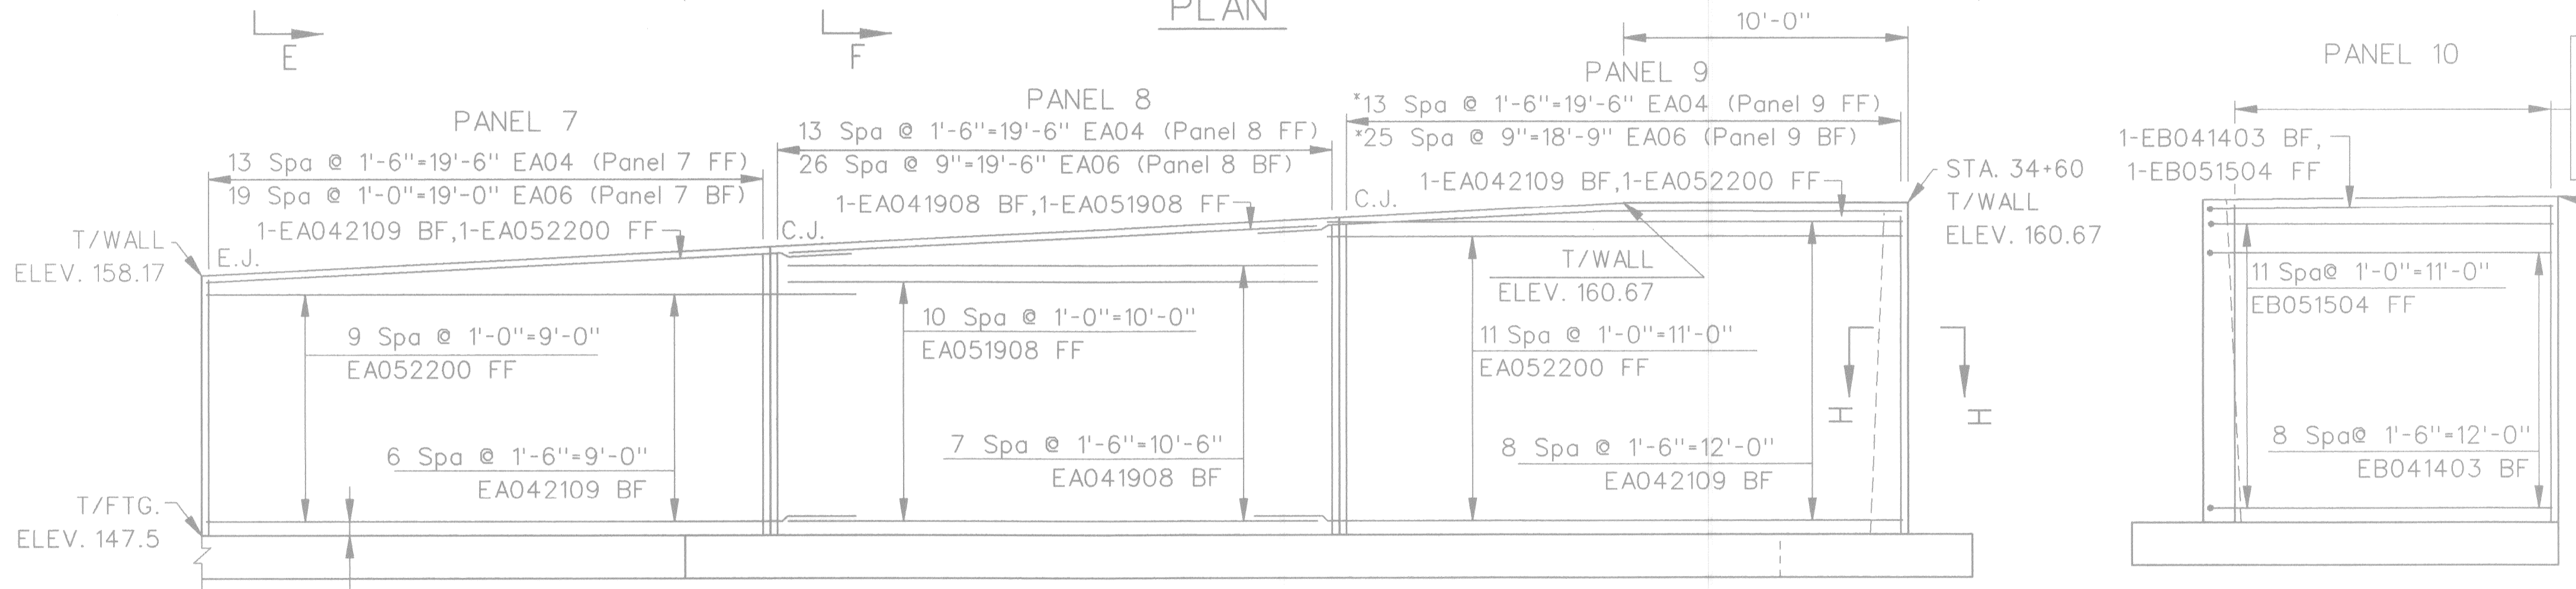 PLAN
E
F
10'-0"
PANEL 7
13 Spa @ 1'-6"=19'-6" EA04 (Panel 7 FF)
19 Spa @ 1'-0"=19'-0" EA06 (Panel 7 BF)
1-EA042109 BF,1-EA052200 FF
T/WALL
ELEV. 158.17
E.J.
9 Spa @ 1'-0"=9'-0"
EA052200 FF
6 Spa @ 1'-6"=9'-0"
EA042109 BF
T/FTG.
ELEV. 147.5
PANEL 8
13 Spa @ 1'-6"=19'-6" EA04 (Panel 8 FF)
26 Spa @ 9"=19'-6" EA06 (Panel 8 BF)
1-EA041908 BF,1-EA051908 FF
C.J.
10 Spa @ 1'-0"=10'-0"
EA051908 FF
7 Spa @ 1'-6"=10'-6"
EA041908 BF
PANEL 9
*13 Spa @ 1'-6"=19'-6" EA04 (Panel 9 FF)
*25 Spa @ 9"=18'-9" EA06 (Panel 9 BF)
1-EA042109 BF,1-EA052200 FF
C.J.
T/WALL
ELEV. 160.67
11 Spa @ 1'-0"=11'-0"
EA052200 FF
8 Spa @ 1'-6"=12'-0"
EA042109 BF
H
H
STA. 34+60
T/WALL
ELEV. 160.67
PANEL 10
1-EB041403 BF,
1-EB051504 FF
11 Spa@ 1'-0"=11'-0"
EB051504 FF
8 Spa@ 1'-6"=12'-0"
EB041403 BF